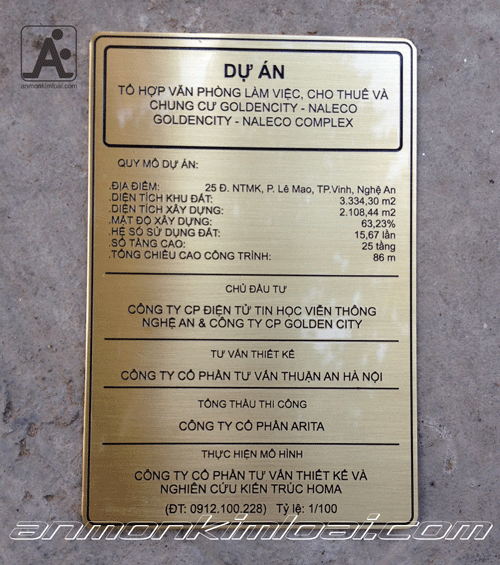 anmonkimloai.com
DỰ ÁN
TỔ HỢP VĂN PHÒNG LÀM VIỆC, CHO THUÊ VÀ
CHUNG CƯ GOLDENCITY - NALECO
GOLDENCITY - NALECO COMPLEX
QUY MÔ DỰ ÁN:
.ĐỊA ĐIỂM: 25 Đ. NTMK, P. Lê Mao, TP.Vinh, Nghệ An
.DIỆN TÍCH KHU ĐẤT: 3.334,30 m2
.DIỆN TÍCH XÂY DỰNG: 2.108,44 m2
.MẬT ĐỘ XÂY DỰNG: 63,23%
.HỆ SỐ SỬ DỤNG ĐẤT: 15,67 lần
.SỐ TẦNG CAO: 25 tầng
.TỔNG CHIỀU CAO CÔNG TRÌNH: 86 m
CHỦ ĐẦU TƯ
CÔNG TY CP ĐIỆN TỬ TIN HỌC VIỄN THÔNG
NGHỆ AN & CÔNG TY CP GOLDEN CITY
TƯ VẤN THIẾT KẾ
CÔNG TY CỔ PHẦN TƯ VẤN THUẬN AN HÀ NỘI
TỔNG THẦU THI CÔNG
CÔNG TY CỔ PHẦN ARITA
THỰC HIỆN MÔ HÌNH
CÔNG TY CỔ PHẦN TƯ VẤN THIẾT KẾ VÀ
NGHIÊN CỨU KIẾN TRÚC HOMA
(ĐT: 0912.100.228) Tỷ lệ: 1/100
anmonkimloai.com